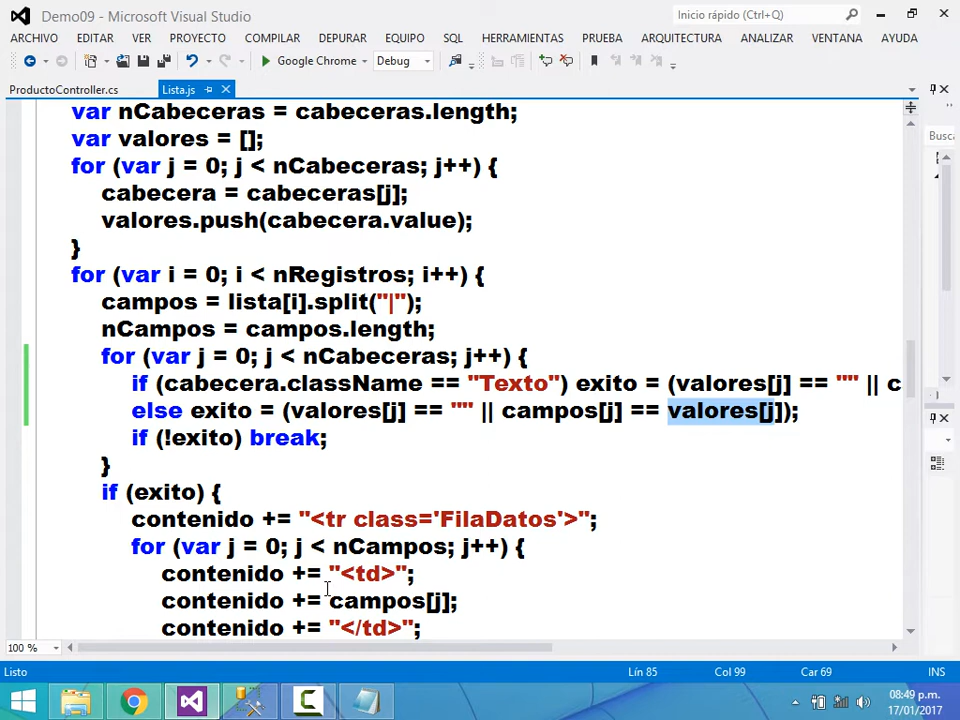 Demo09 - Microsoft Visual Studio
Inicio rápido (Ctrl+Q)
ARCHIVO EDITAR VER PROYECTO COMPILAR DEPURAR EQUIPO SQL HERRAMIENTAS PRUEBA ARQUITECTURA ANALIZAR VENTANA AYUDA
Google Chrome Debug
ProductoController.cs Lista.js
Busc
var nCabeceras = cabeceras.length;
var valores = [];
for (var j = 0; j < nCabeceras; j++) {
cabecera = cabeceras[j];
valores.push(cabecera.value);
}
for (var i = 0; i < nRegistros; i++) {
campos = lista[i].split("|");
nCampos = campos.length;
for (var j = 0; j < nCabeceras; j++) {
if (cabecera.className == "Texto") exito = (valores[j] == "" || c
else exito = (valores[j] == "" || campos[j] == valores[j]);
if (!exito) break;
}
if (exito) {
contenido += "<tr class='FilaDatos'>";
for (var j = 0; j < nCampos; j++) {
contenido += "<td>";
contenido += campos[j];
contenido += "</td>";
100 %
Listo Lín 85 Col 99 Car 69 INS
08:49 p.m.
17/01/2017